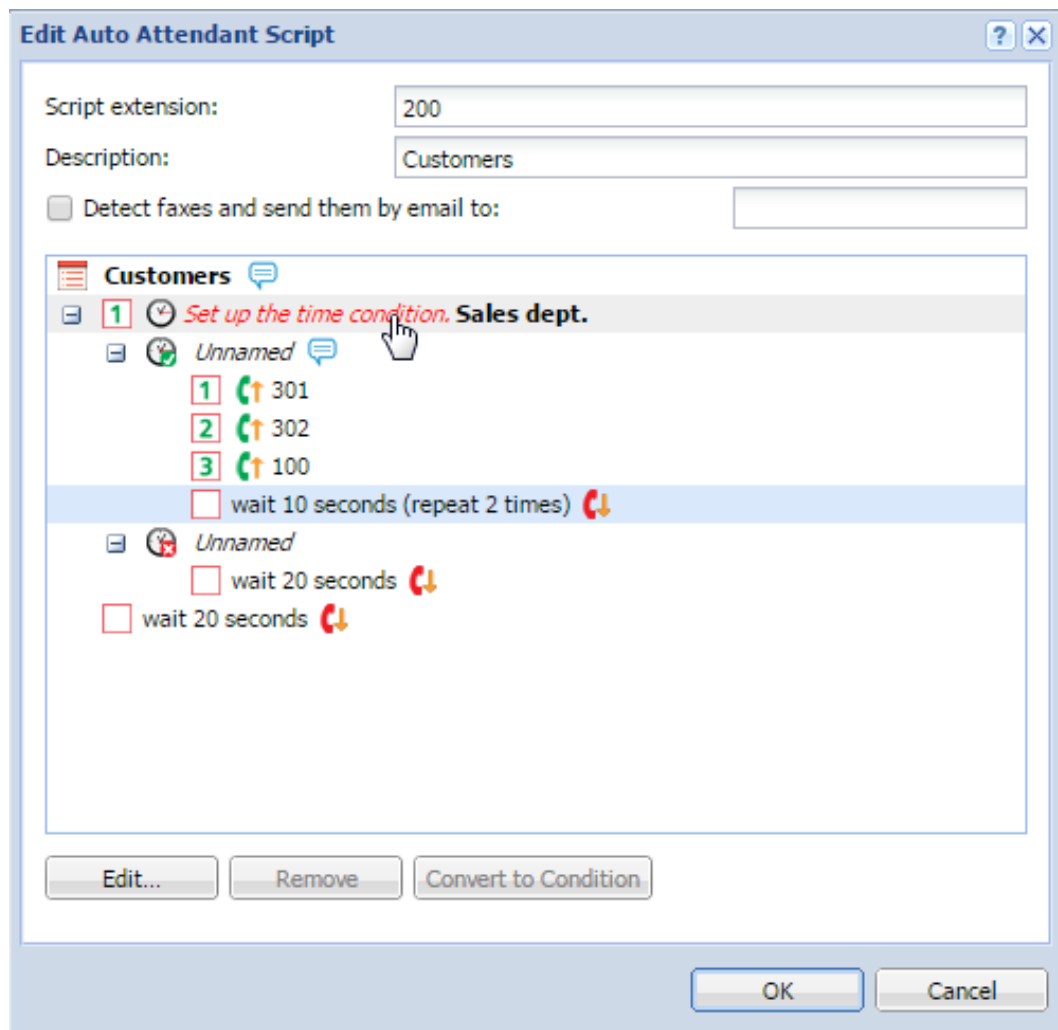 Edit Auto Attendant Script
?
Script extension: 200
Description: Customers
Detect faxes and send them by email to:
Customers
1 Set up the time condition. Sales dept.
Unnamed
1 301
2 302
3 100
wait 10 seconds (repeat 2 times)
Unnamed
wait 20 seconds
wait 20 seconds
Edit... Remove Convert to Condition
OK Cancel